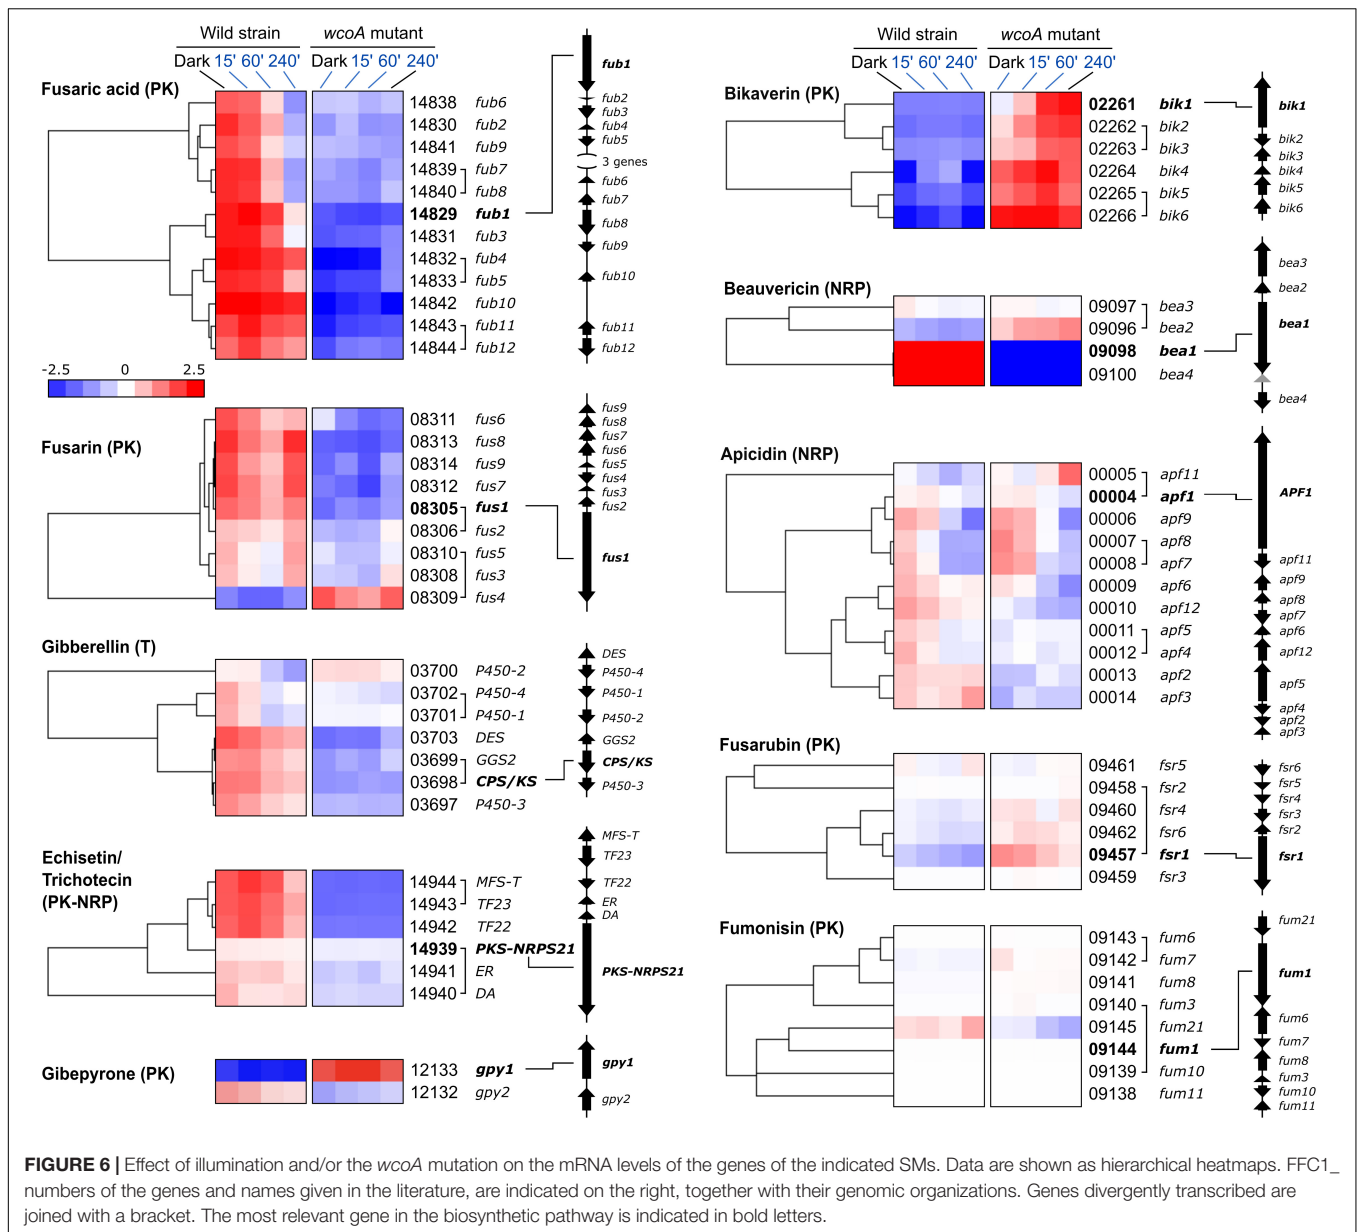 Wild strain
wcoA mutant
Dark 15' 60' 240'
Dark 15' 60' 240'
Fusaric acid (PK)
14838 fub6
14830 fub2
14841 fub9
14839 fub7
14840 fub8
14829 fub1
14831 fub3
14832 fub4
14833 fub5
14842 fub10
14843 fub11
14844 fub12
fub1
fub2
fub3
fub4
fub5
3 genes
fub6
fub7
fub8
fub9
fub10
fub11
fub12
-2.5 0 2.5
Fusarin (PK)
08311 fus6
08313 fus8
08314 fus9
08312 fus7
08305 fus1
08306 fus2
08310 fus5
08308 fus3
08309 fus4
fus9
fus8
fus7
fus6
fus5
fus4
fus3
fus2
fus1
Gibberellin (T)
03700 P450-2
03702 P450-4
03701 P450-1
03703 DES
03699 GGS2
03698 CPS/KS
03697 P450-3
DES
P450-4
P450-1
P450-2
GGS2
CPS/KS
P450-3
Echisetin/
Trichotecin
(PK-NRP)
14944 MFS-T
14943 TF23
14942 TF22
14939 PKS-NRPS21
14941 ER
14940 DA
MFS-T
TF23
TF22
ER
DA
PKS-NRPS21
Gibepyrone (PK)
12133 gpy1
12132 gpy2
gpy1
gpy2
Wild strain
wcoA mutant
Dark 15' 60' 240'
Dark 15' 60' 240'
Bikaverin (PK)
02261 bik1
02262 bik2
02263 bik3
02264 bik4
02265 bik5
02266 bik6
bik1
bik2
bik3
bik4
bik5
bik6
Beauvericin (NRP)
09097 bea3
09096 bea2
09098 bea1
09100 bea4
bea3
bea2
bea1
bea4
Apicidin (NRP)
00005 apf11
00004 apf1
00006 apf9
00007 apf8
00008 apf7
00009 apf6
00010 apf12
00011 apf5
00012 apf4
00013 apf2
00014 apf3
APF1
apf11
apf9
apf8
apf7
apf6
apf12
apf5
apf4
apf2
apf3
Fusarubin (PK)
09461 fsr5
09458 fsr2
09460 fsr4
09462 fsr6
09457 fsr1
09459 fsr3
fsr6
fsr5
fsr4
fsr3
fsr2
fsr1
Fumonisin (PK)
09143 fum6
09142 fum7
09141 fum8
09140 fum3
09145 fum21
09144 fum1
09139 fum10
09138 fum11
fum21
fum1
fum6
fum7
fum8
fum3
fum10
fum11
FIGURE 6 | Effect of illumination and/or the wcoA mutation on the mRNA levels of the genes of the indicated SMs. Data are shown as hierarchical heatmaps. FFC1_
numbers of the genes and names given in the literature, are indicated on the right, together with their genomic organizations. Genes divergently transcribed are
joined with a bracket. The most relevant gene in the biosynthetic pathway is indicated in bold letters.